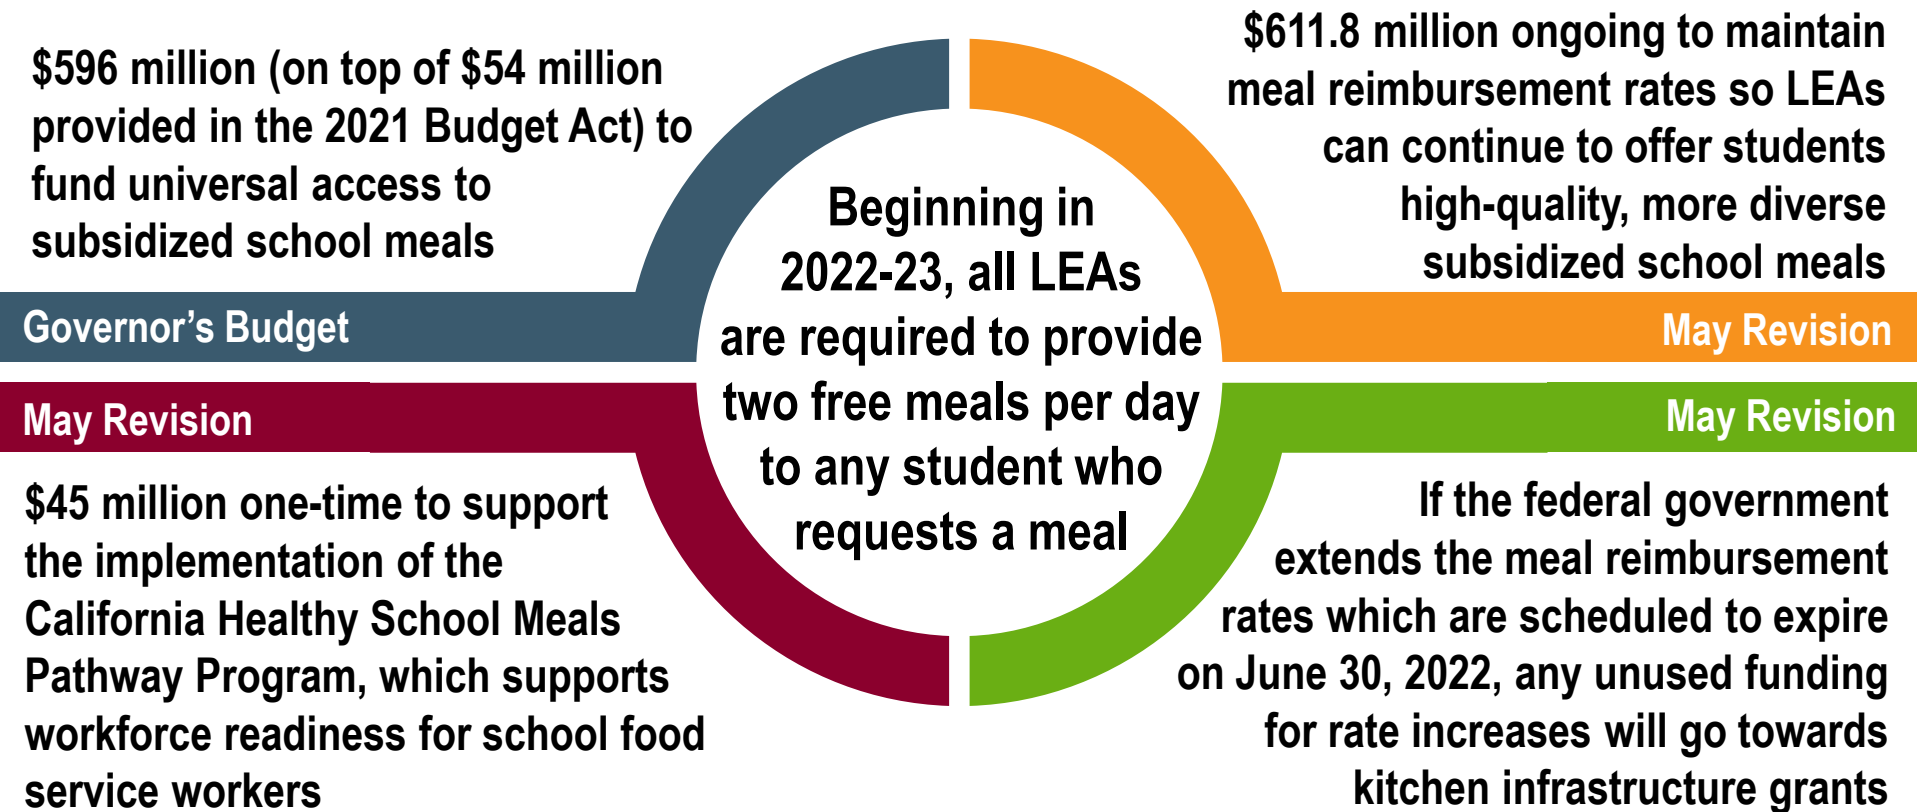 $596 million (on top of $54 million
provided in the 2021 Budget Act) to
fund universal access to
subsidized school meals
Governor's Budget
May Revision
$45 million one-time to support
the implementation of the
California Healthy School Meals
Pathway Program, which supports
workforce readiness for school food
service workers
Beginning in
2022-23, all LEAs
are required to provide
two free meals per day
to any student who
requests a meal
$611.8 million ongoing to maintain
meal reimbursement rates so LEAs
can continue to offer students
high-quality, more diverse
subsidized school meals
May Revision
May Revision
If the federal government
extends the meal reimbursement
rates which are scheduled to expire
on June 30, 2022, any unused funding
for rate increases will go towards
kitchen infrastructure grants